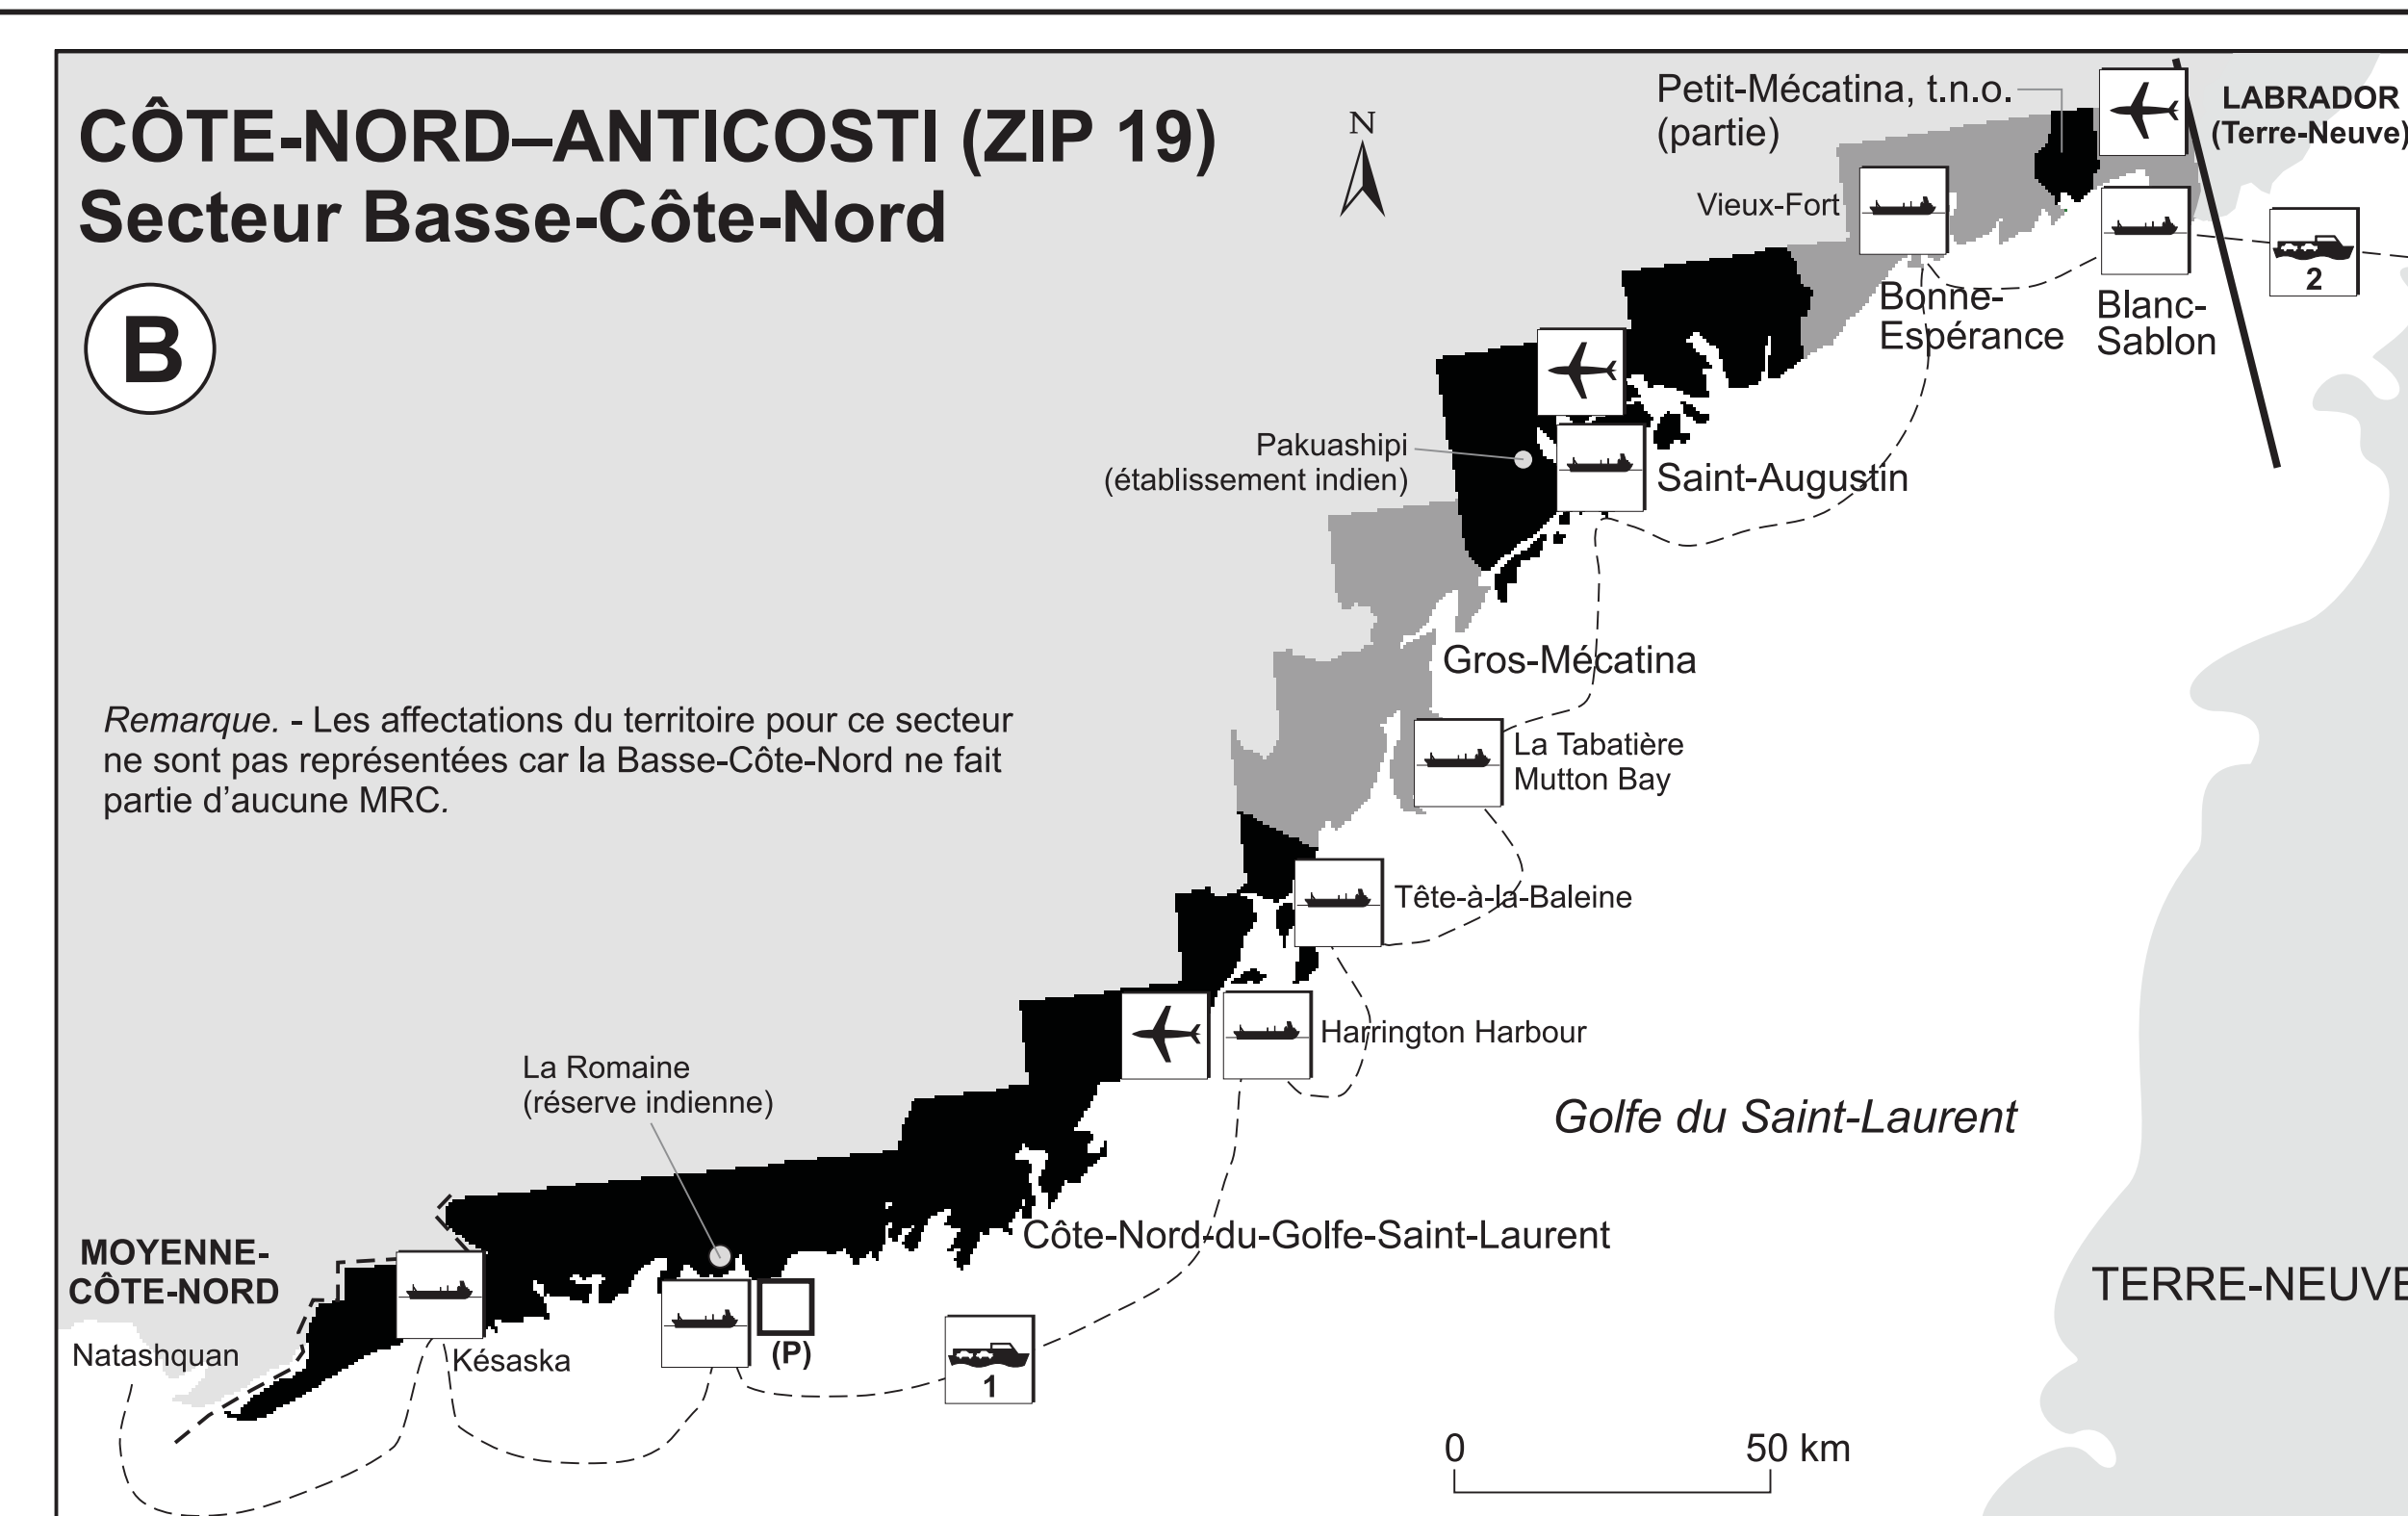 CÔTE-NORD–ANTICOSTI (ZIP 19)
Secteur Basse-Côte-Nord
B
N
Petit-Mécatina, t.n.o.
(partie)
LABRADOR
(Terre-Neuve)
Vieux-Fort
2
Bonne-
Espérance
Blanc-
Sablon
Pakuashipi
(établissement indien)
Saint-Augustin
Gros-Mécatina
Remarque. - Les affectations du territoire pour ce secteur
ne sont pas représentées car la Basse-Côte-Nord ne fait
partie d'aucune MRC.
La Tabatière
Mutton Bay
Tête-à-la-Baleine
Harrington Harbour
La Romaine
(réserve indienne)
Golfe du Saint-Laurent
Côte-Nord-du-Golfe-Saint-Laurent
MOYENNE-
CÔTE-NORD
TERRE-NEUVE
Natashquan
Késaska
(P)
1
0 50 km